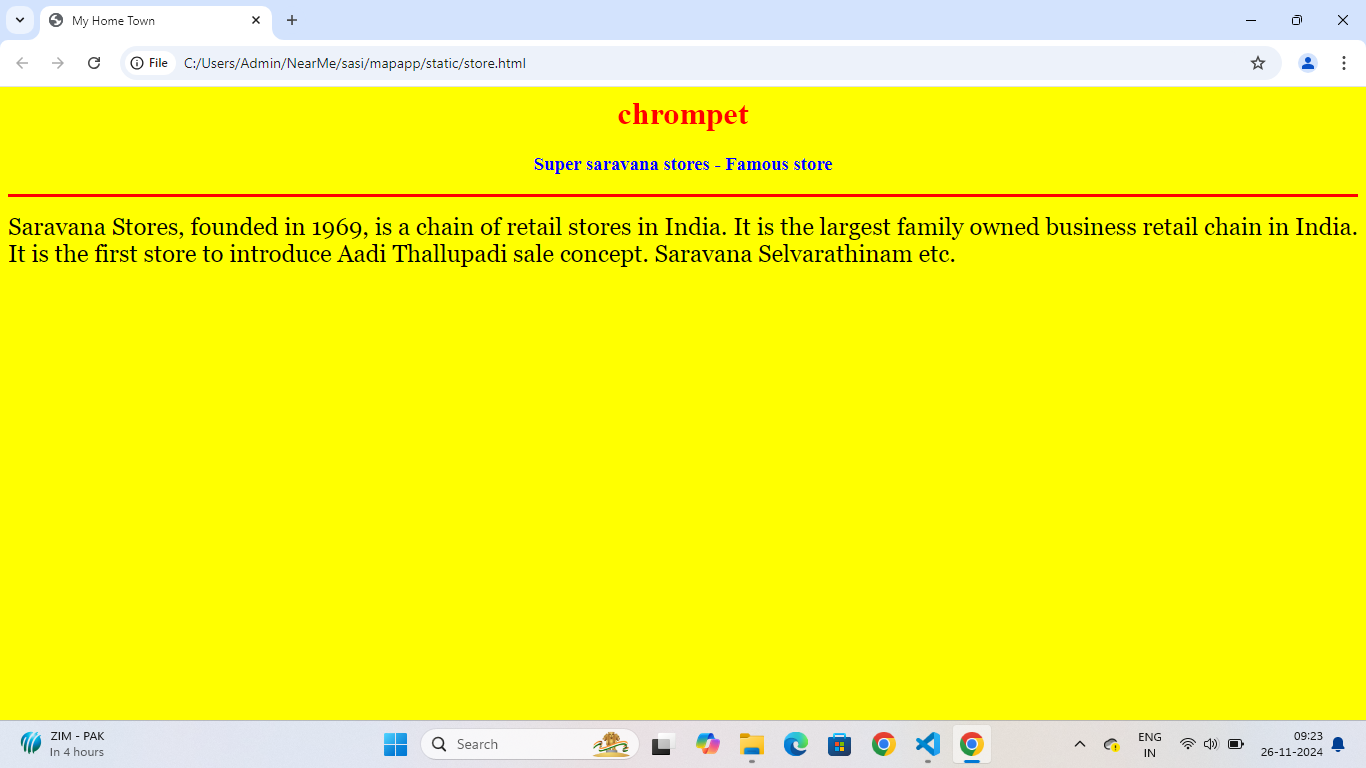 My Home Town
File
C:/Users/Admin/NearMe/sasi/mapapp/static/store.html
chrompet
Super saravana stores - Famous store
Saravana Stores, founded in 1969, is a chain of retail stores in India. It is the largest family owned business retail chain in India.
It is the first store to introduce Aadi Thallupadi sale concept. Saravana Selvarathinam etc.
ZIM - PAK
In 4 hours
Search
ENG
IN
09:23
26-11-2024